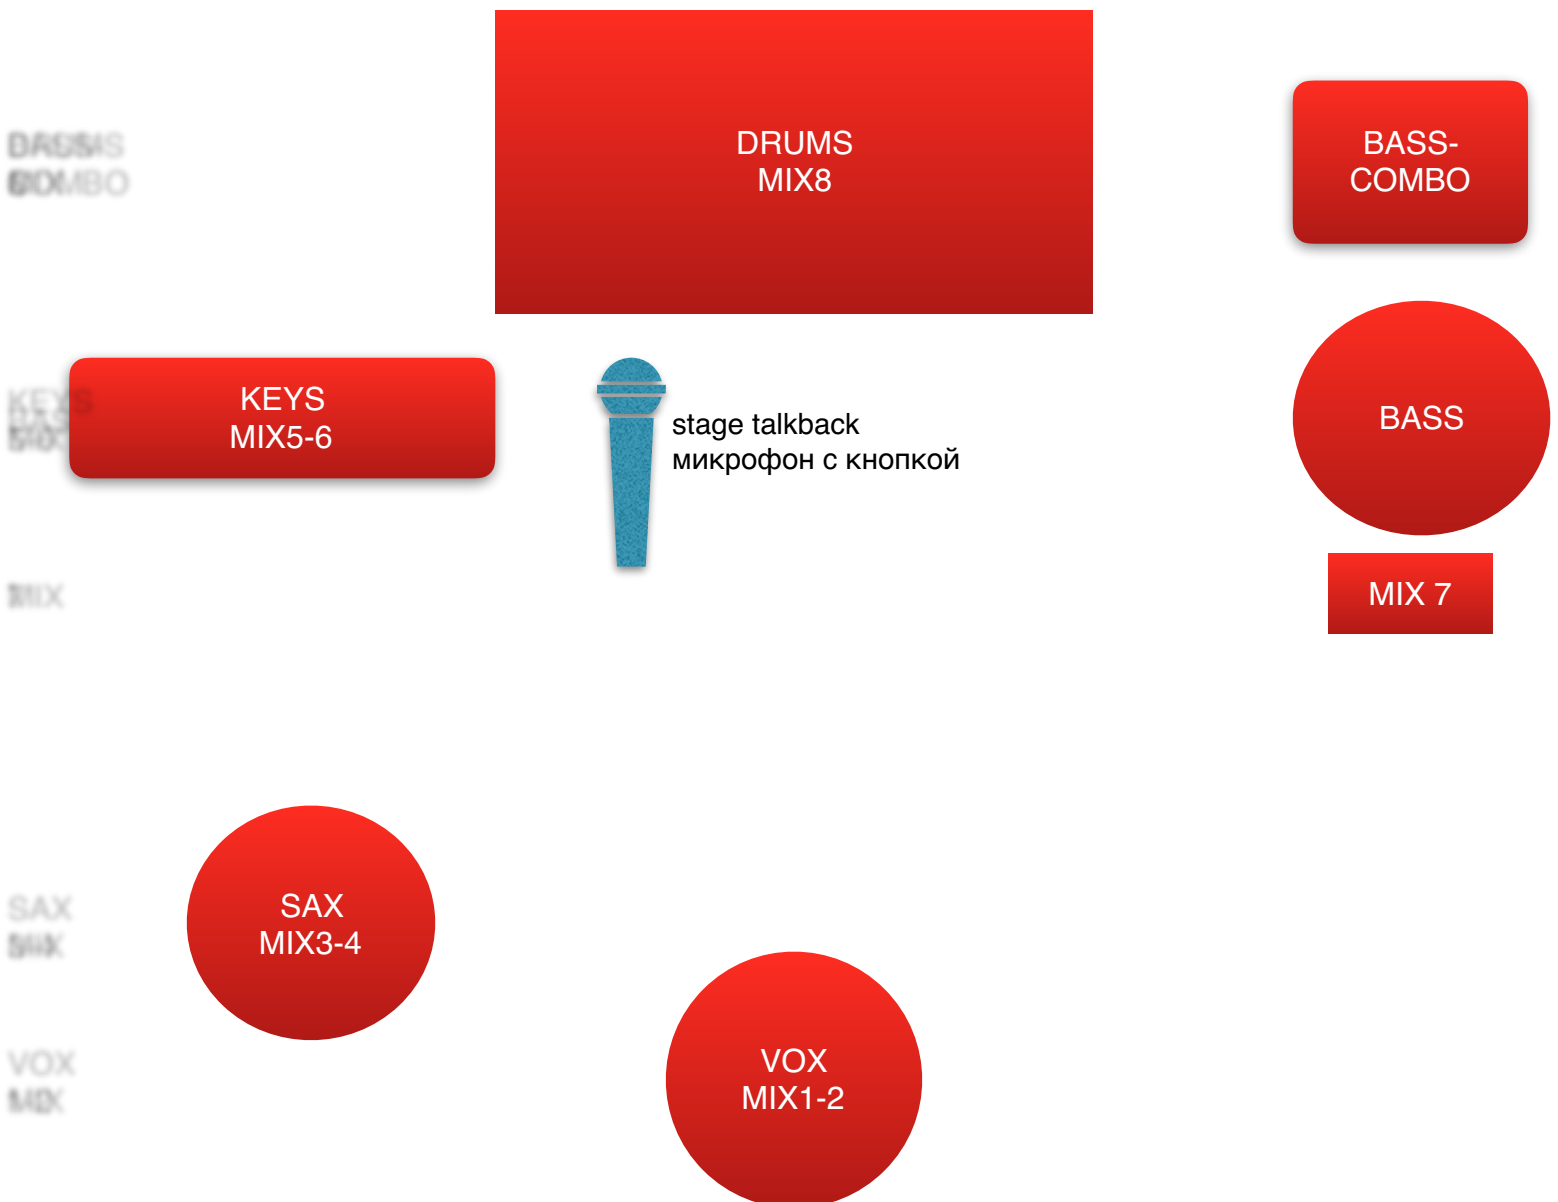 DRUMS
MIX8
BASS-
COMBO
KEYS
MIX5-6
stage talkback
микрофон с кнопкой
BASS
MIX 7
SAX
MIX3-4
VOX
MIX1-2